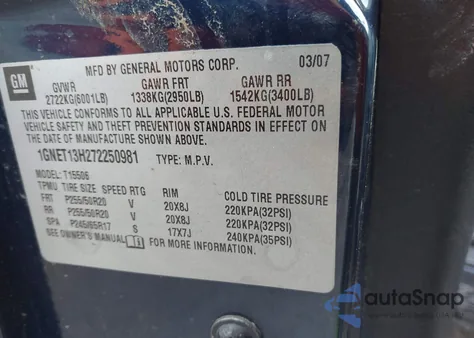 GM
MFD BY GENERAL MOTORS CORP. 03/07
GVWR GAWR FRT GAWR RR
2722KG(6001LB) 1338KG(2950LB) 1542KG(3400LB)
THIS VEHICLE CONFORMS TO ALL APPLICABLE U.S. FEDERAL MOTOR
VEHICLE SAFETY AND THEFT PREVENTION STANDARDS IN EFFECT ON
THE DATE OF MANUFACTURE SHOWN ABOVE.
1GNET13H272250981 TYPE: M.P.V.
MODEL: T15506
TPMU TIRE SIZE SPEED RTG RIM COLD TIRE PRESSURE
FRT P255/50R20 V 20X8J 220KPA(32PSI)
RR P255/50R20 V 20X8J 220KPA(32PSI)
SPA P245/65R17 S 17X7J 240KPA(35PSI)
SEE OWNER'S MANUAL FOR MORE INFORMATION
autoSnap